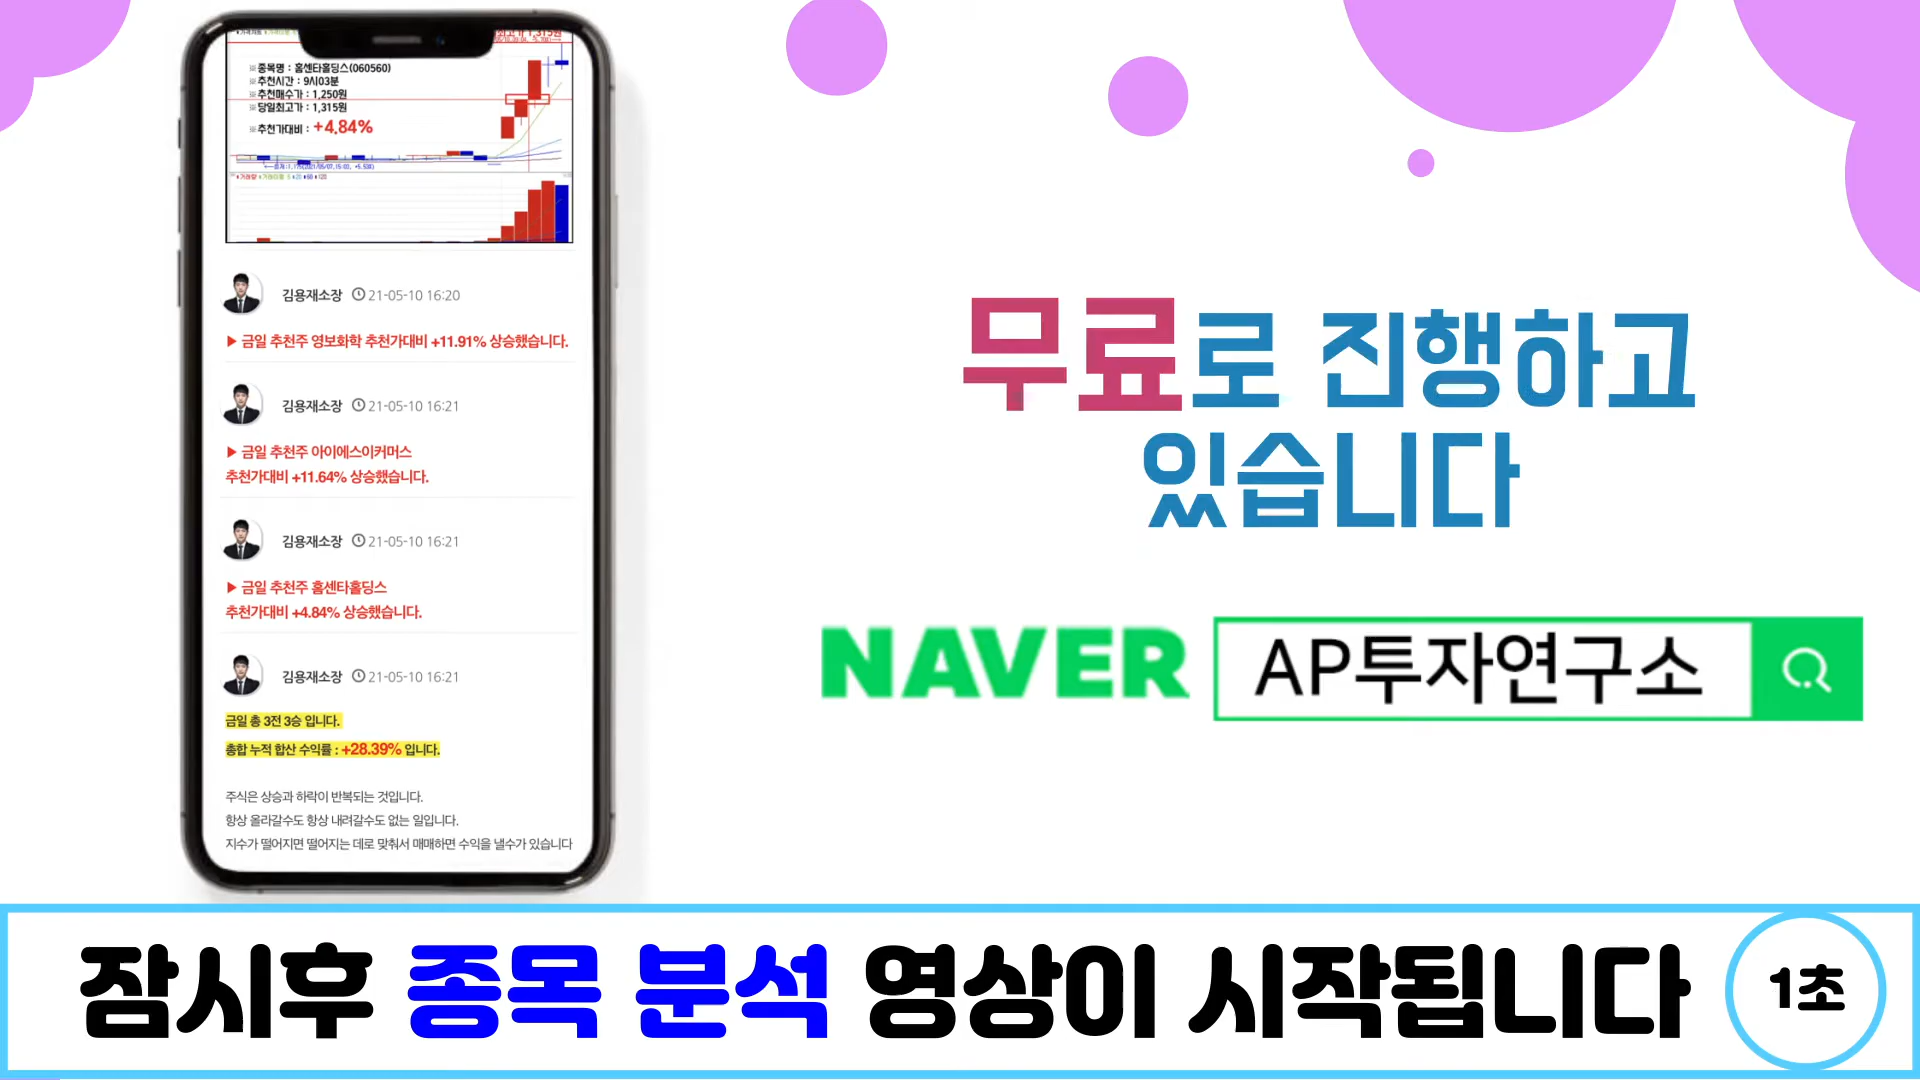 ※종목명 : 홈센타홀딩스(060560)
※추천시간 : 9시03분
※추천매수가 : 1,250원
※당일최고가 : 1,315원
※추천가대비 : +4.84%
김용재소장 21-05-10 16:20
▶ 금일 추천주 영보화학 추천가대비 +11.91% 상승했습니다.
김용재소장 21-05-10 16:21
▶ 금일 추천주 아이에스이커머스
추천가대비 +11.64% 상승했습니다.
김용재소장 21-05-10 16:21
▶ 금일 추천주 홈센타홀딩스
추천가대비 +4.84% 상승했습니다.
김용재소장 21-05-10 16:21
금일 총 3전 3승 입니다.
총합 누적 합산 수익률 : +28.39% 입니다.
주식은 상승과 하락이 반복되는 것입니다.
항상 올라갈수도 항상 내려갈수도 없는 일입니다.
지수가 떨어지면 떨어지는 데로 맞춰서 매매하면 수익을 낼수가 있습니다
무료로 진행하고
있습니다
NAVER AP투자연구소
잠시후 종목 분석 영상이 시작됩니다 1초